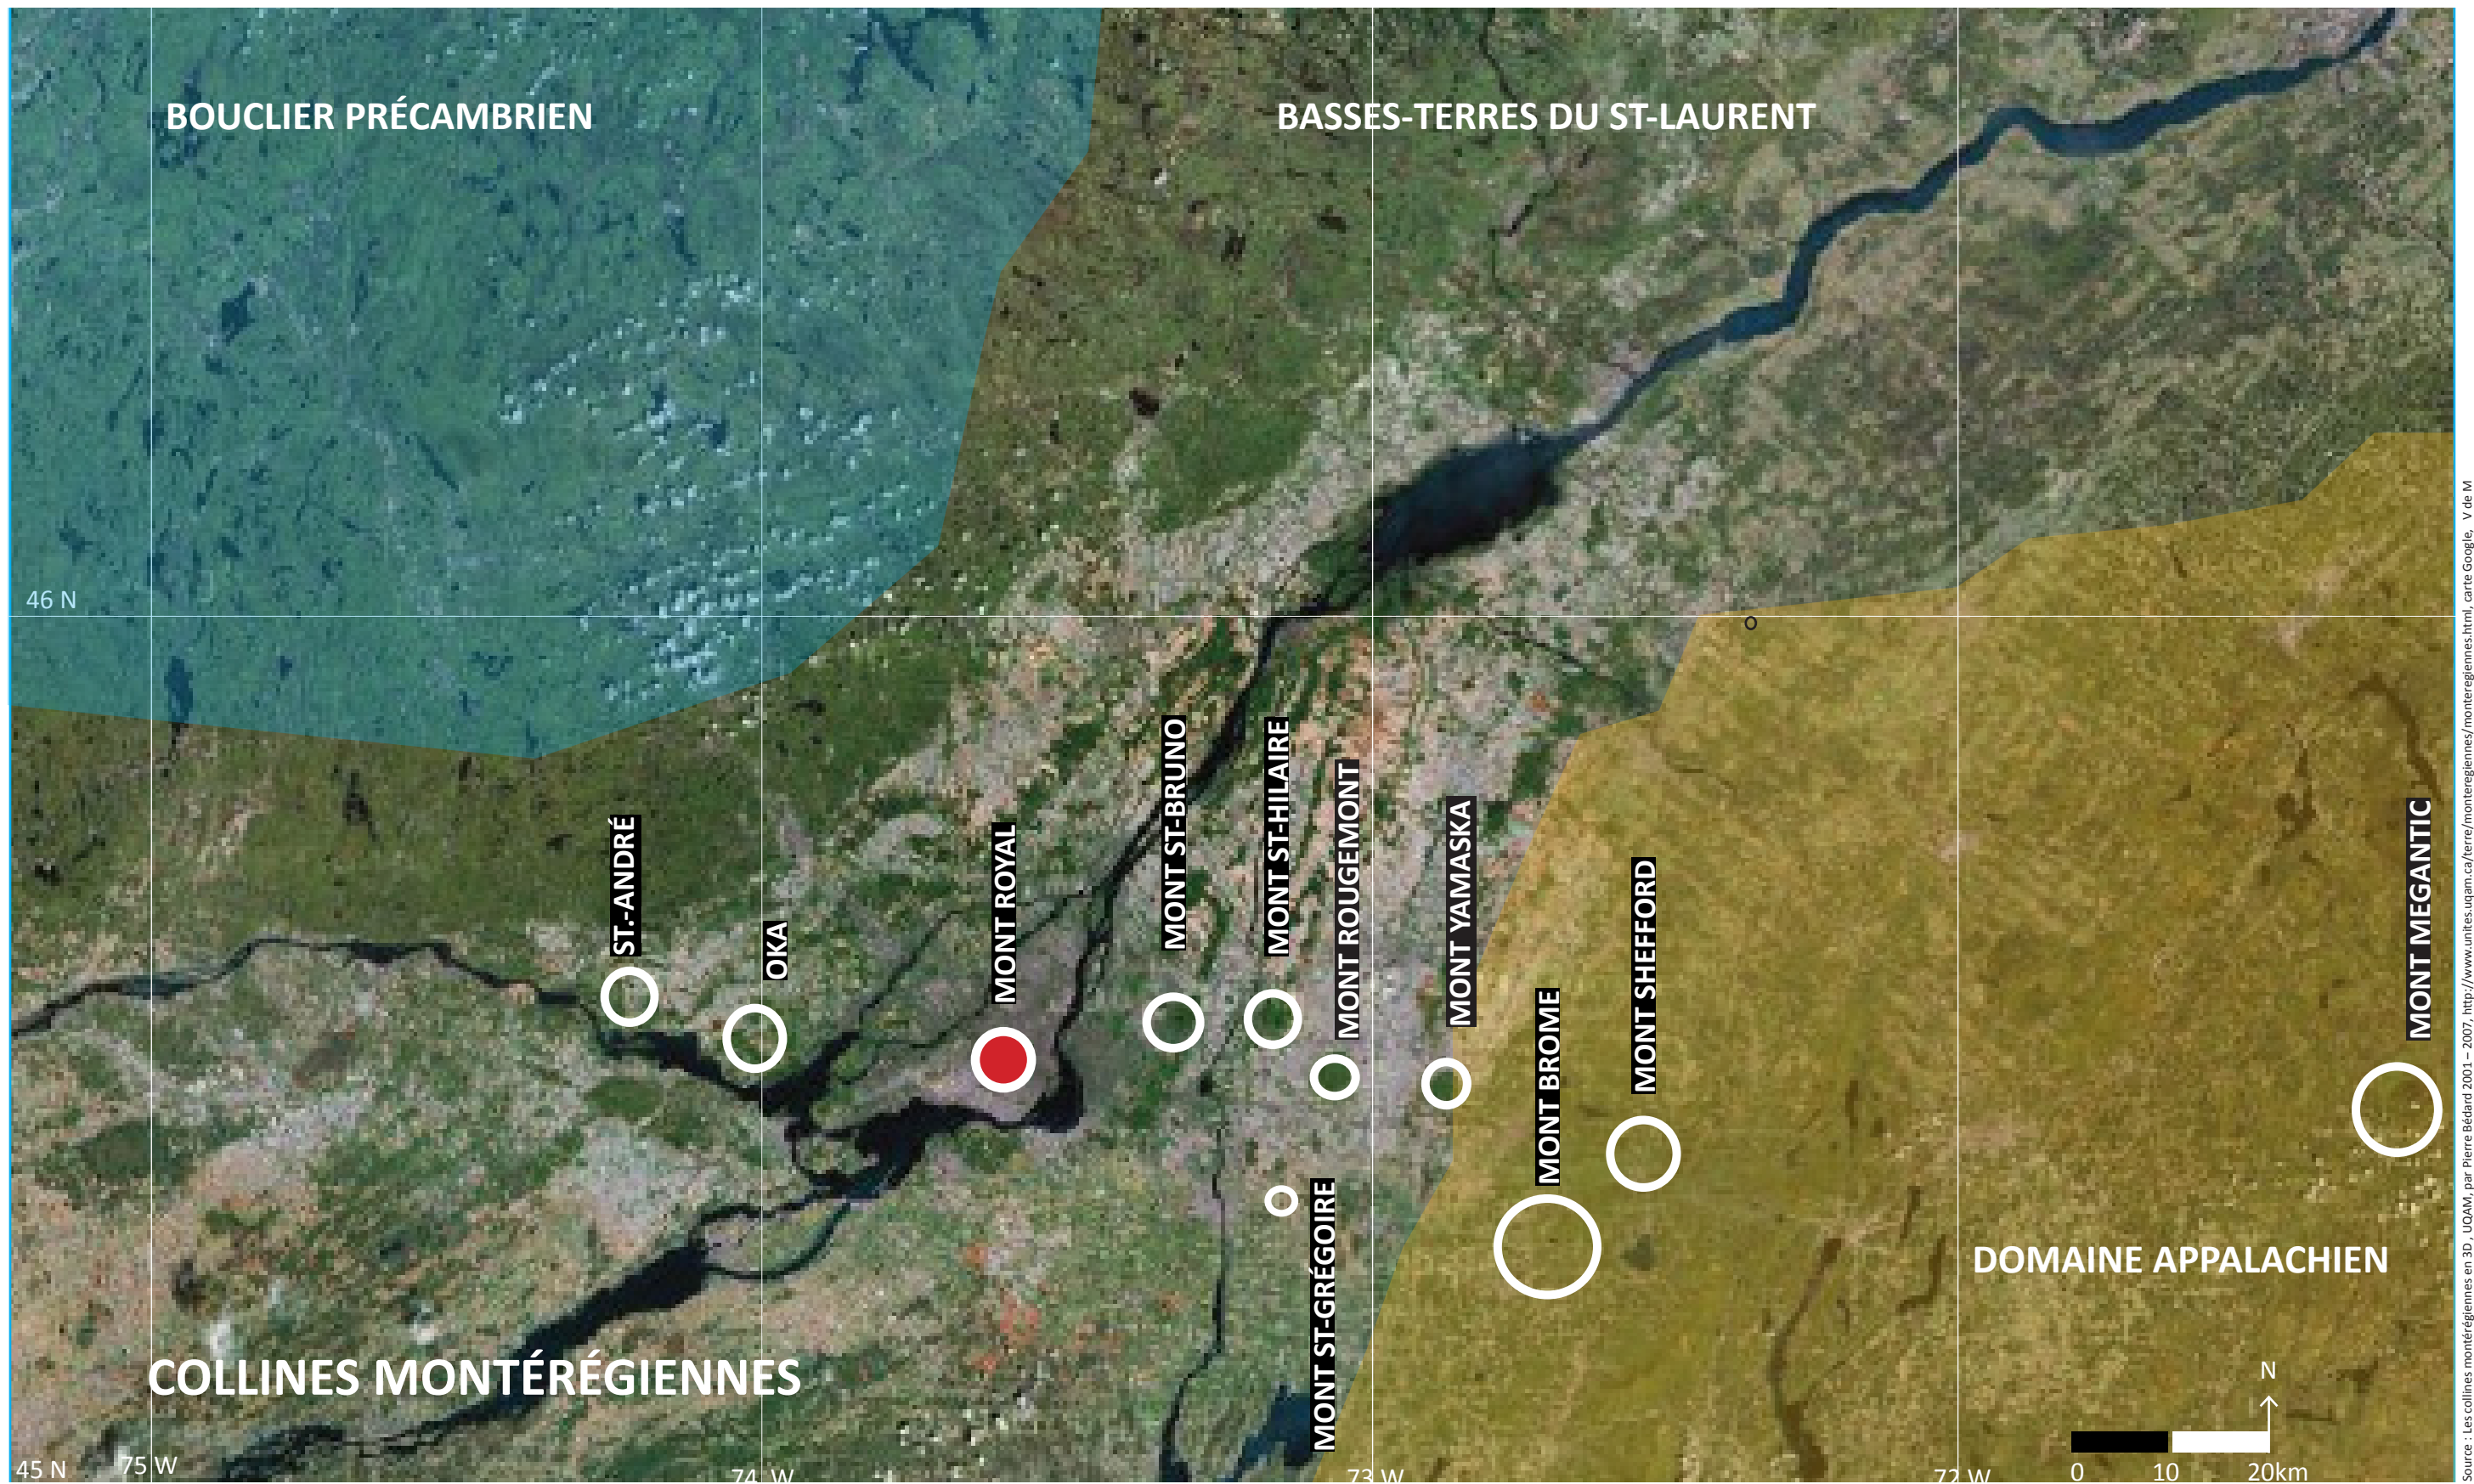 BOUCLIER PRÉCAMBRIEN
BASSES-TERRES DU ST-LAURENT
46 N
ST.-ANDRÉ
OKA
MONT ROYAL
MONT ST-BRUNO
MONT ST-HILAIRE
MONT ROUGEMONT
MONT YAMASKA
MONT BROME
MONT SHEFFORD
MONT MEGANTIC
MONT ST-GRÉGOIRE
DOMAINE APPALACHIEN
COLLINES MONTÉRÉGIENNES
N
0 10 20km
45 N
75 W
74 W
73 W
72 W
Source : Les collines montérégiennes en 3D, UQAM, par Pierre Bédard 2001 – 2007, http://www.unites.uqam.ca/terre/monteregiennes/monteregiennes.html, carte Google, V de M